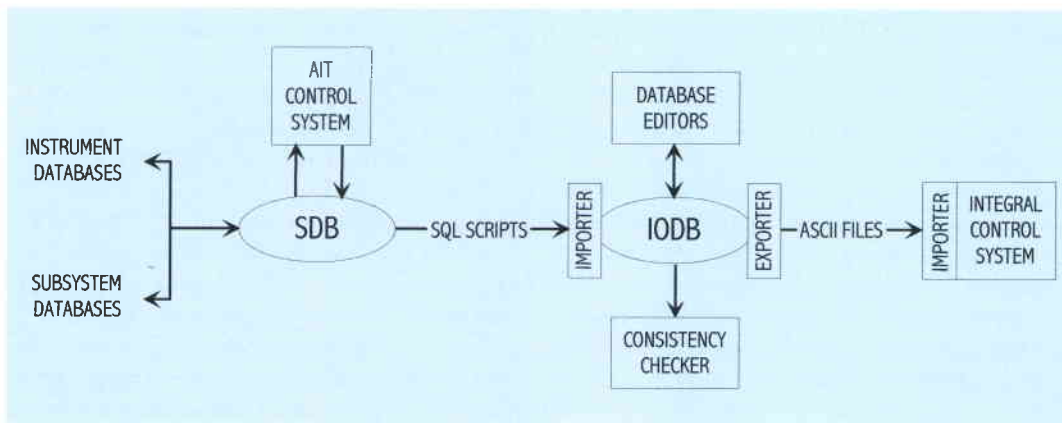 INSTRUMENT
DATABASES
SUBSYSTEM
DATABASES
AIT
CONTROL
SYSTEM
SDB
SQL SCRIPTS
IMPORTER
DATABASE
EDITORS
IODB
CONSISTENCY
CHECKER
EXPORTER
ASCII FILES
IMPORTER
INTEGRAL
CONTROL
SYSTEM